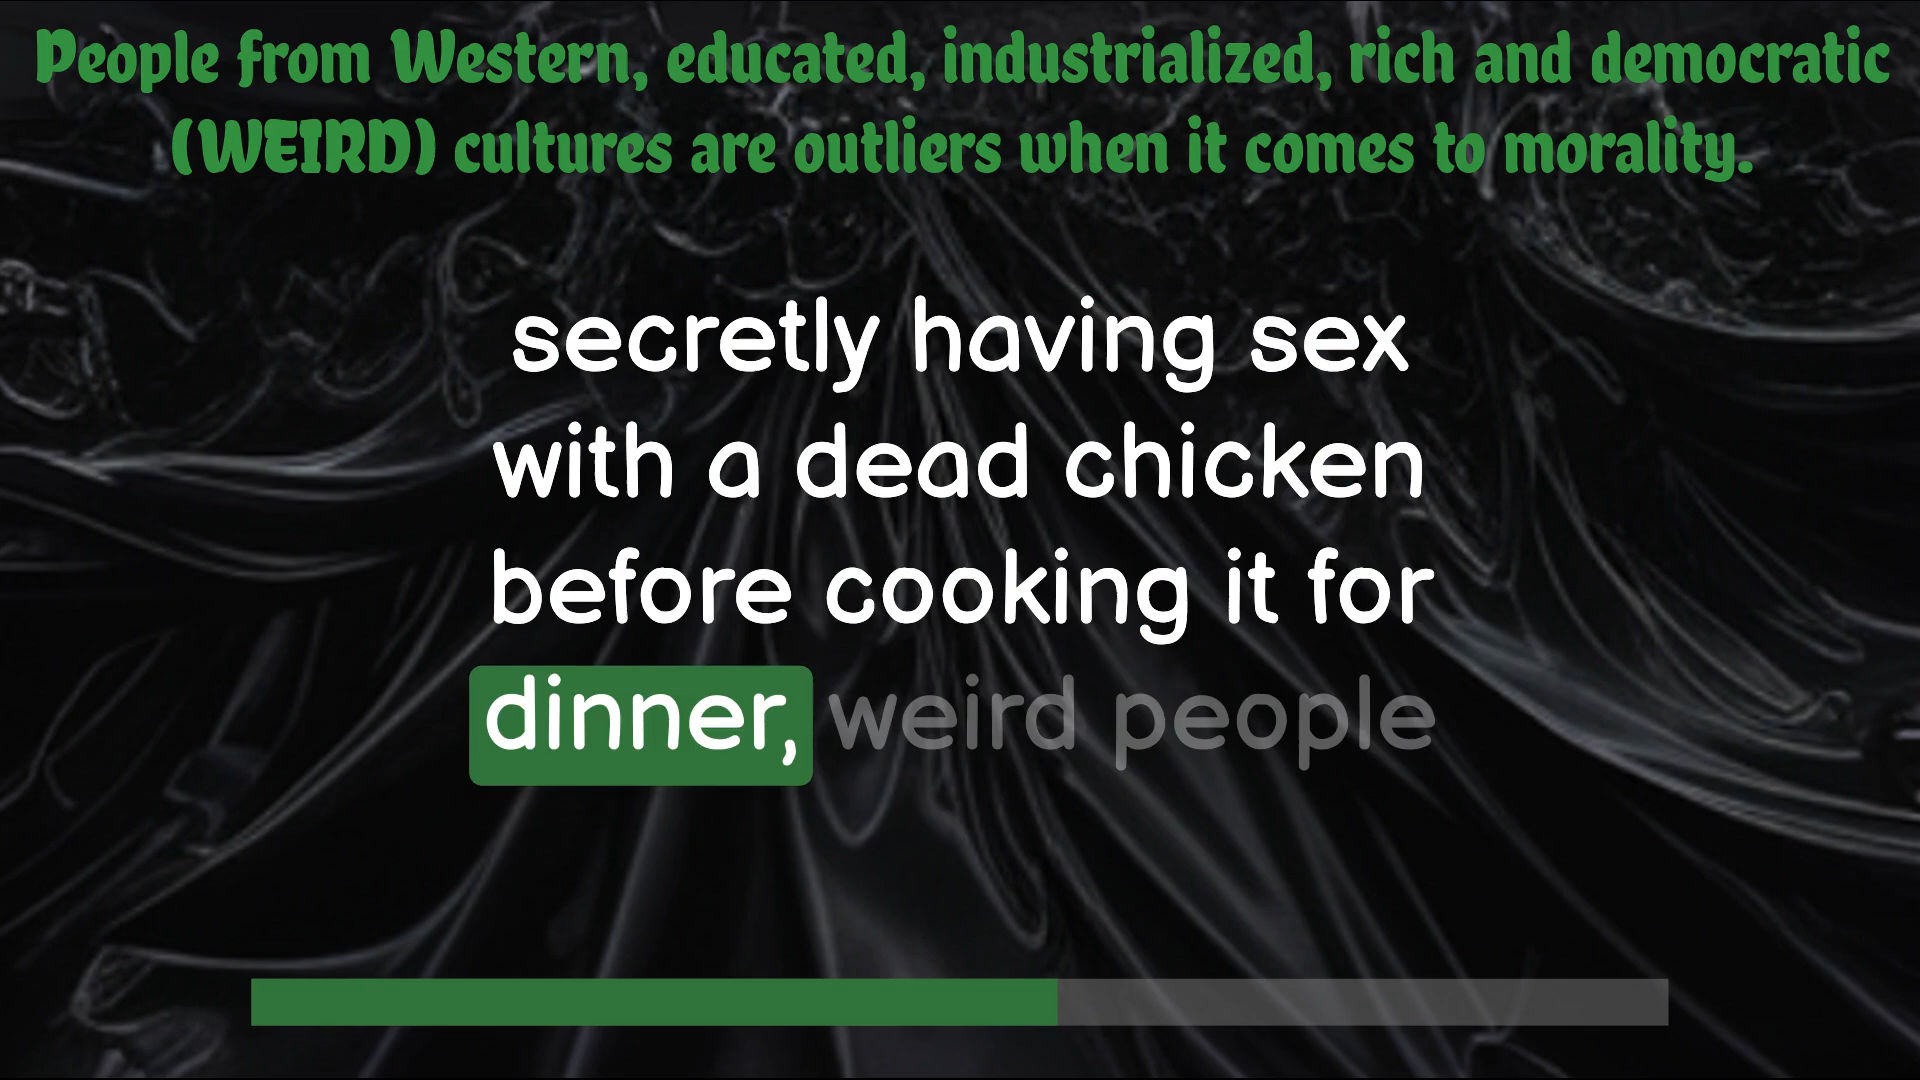 People from Western, educated, industrialized, rich and democratic
(WEIRD) cultures are outliers when it comes to morality.
secretly having sex
with a dead chicken
before cooking it for
dinner, weird people